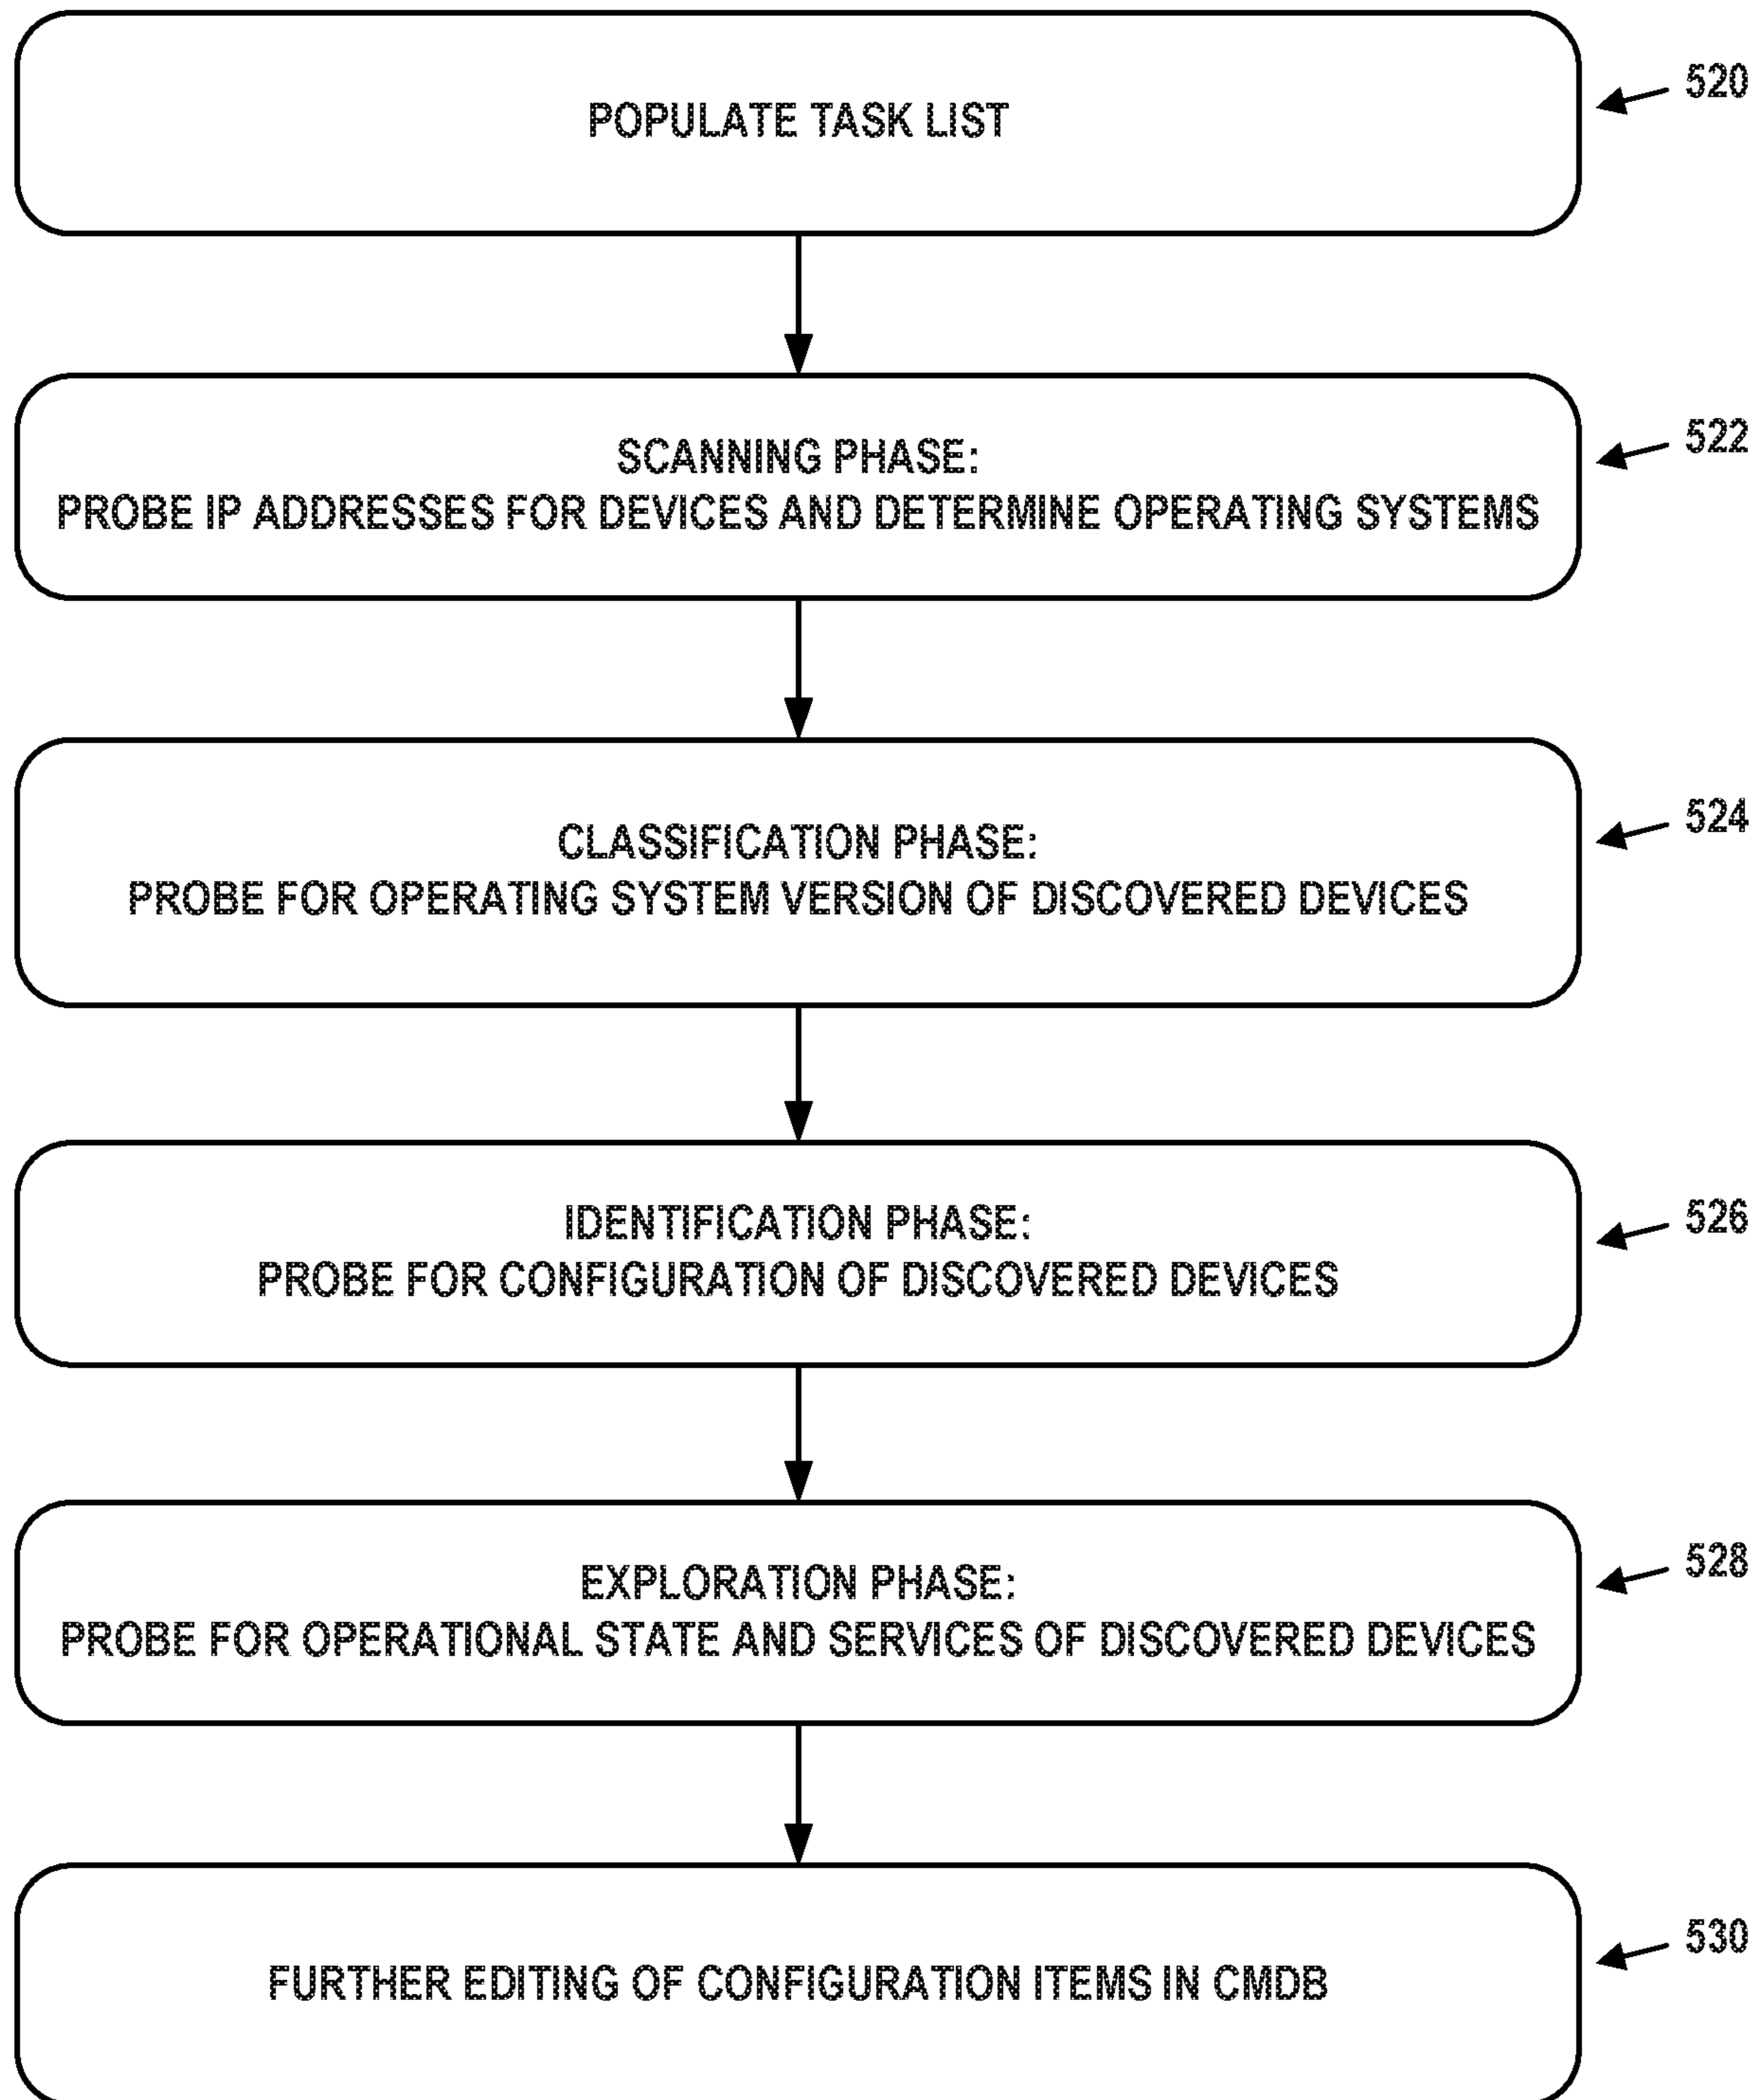 POPULATE TASK LIST
520
SCANNING PHASE:
PROBE IP ADDRESSES FOR DEVICES AND DETERMINE OPERATING SYSTEMS
522
CLASSIFICATION PHASE:
PROBE FOR OPERATING SYSTEM VERSION OF DISCOVERED DEVICES
524
IDENTIFICATION PHASE:
PROBE FOR CONFIGURATION OF DISCOVERED DEVICES
526
EXPLORATION PHASE:
PROBE FOR OPERATIONAL STATE AND SERVICES OF DISCOVERED DEVICES
528
FURTHER EDITING OF CONFIGURATION ITEMS IN CMDB
530